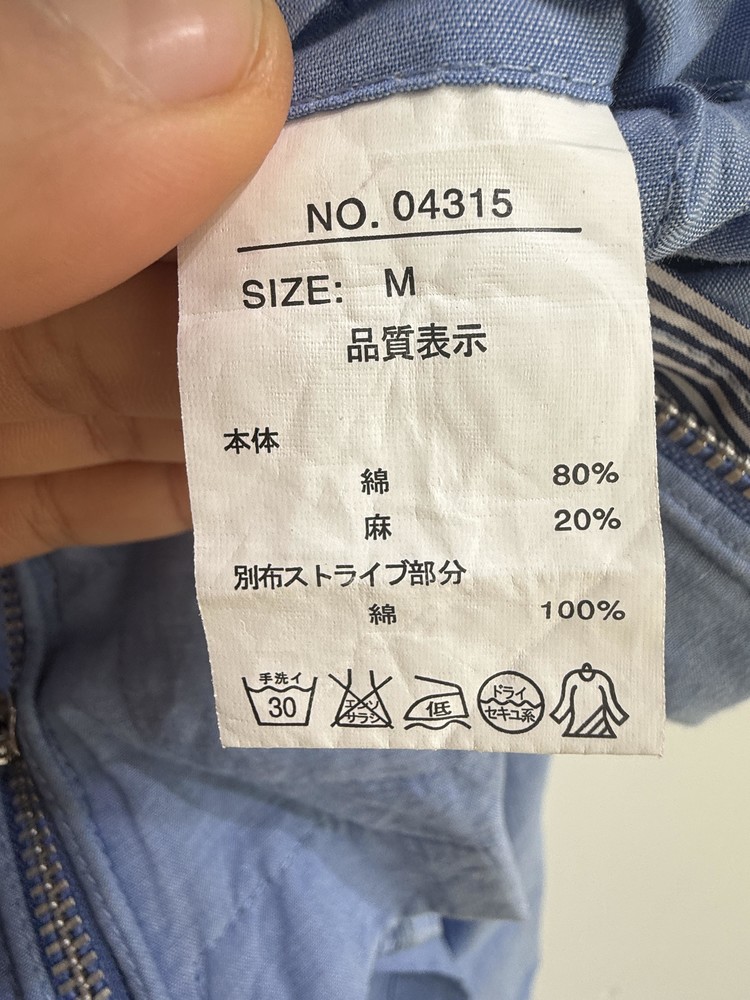 NO. 04315
SIZE: M
品質表示
本体
綿 80%
麻 20%
別布ストライプ部分
綿 100%
手洗イ
30
エンソ
サラシ
低
ドライ
セキユ系